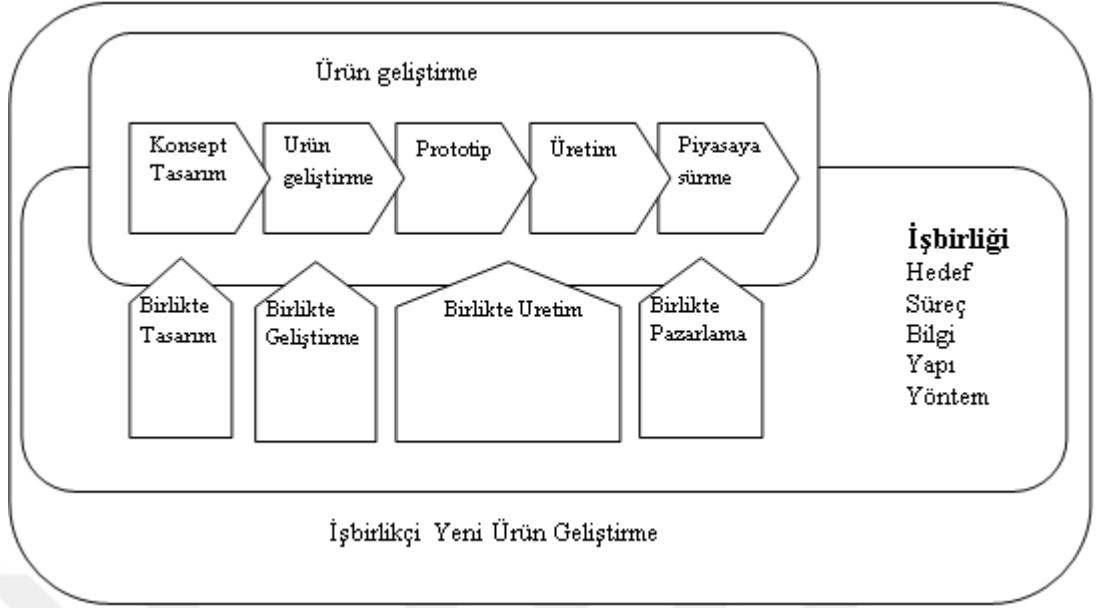 Ürün geliştirme
Konsept
Tasarım
Urün
geliştirme
Prototip
Üretim
Piyasaya
sürme
İşbirliği
Hedef
Süreç
Bilgi
Yapı
Yöntem
Birlikte
Tasarım
Birlikte
Geliştirme
Birlikte Uretim
Birlikte
Pazarlama
İşbirlikçi Yeni Ürün Geliştirme